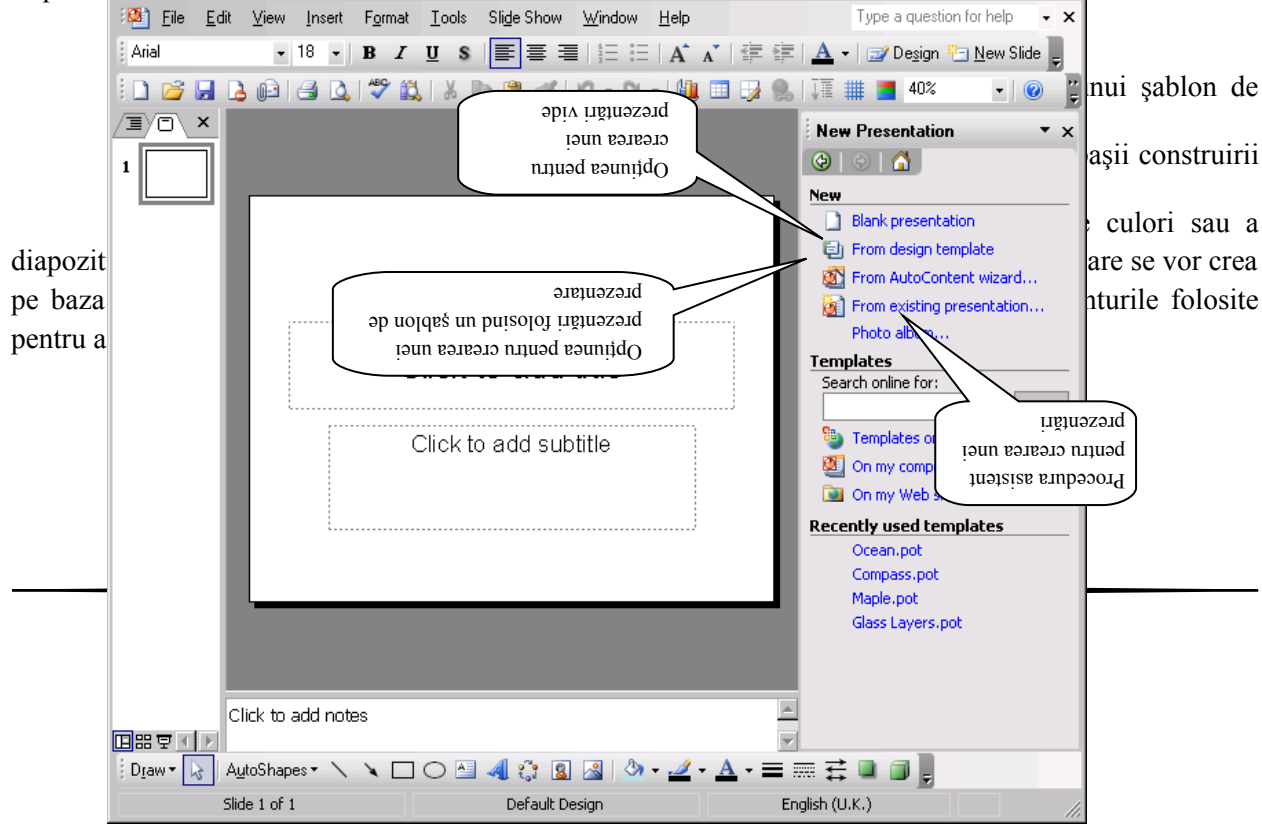 File Edit View Insert Format Tools Slide Show Window Help Type a question for help
Arial 18 B I U S A A A Design New Slide
ABC 40%
nui şablon de
1
New Presentation
paşii construirii
Opţiunea pentru
crearea unei
prezentări vide
New
Blank presentation
culori sau a
From design template
diapozit
are se vor crea
From AutoContent wizard...
pe baza
From existing presentation...
nturile folosite
Photo album...
pentru a
Opţiunea pentru crearea unei
prezentări folosind un şablon de
prezentare
Templates
Search online for:
Click to add subtitle
Templates
On my comp
On my Web
Procedura asistent
pentru crearea unei
prezentări
Recently used templates
Ocean.pot
Compass.pot
Maple.pot
Glass Layers.pot
Click to add notes
Draw AutoShapes A A
Slide 1 of 1 Default Design English (U.K.)